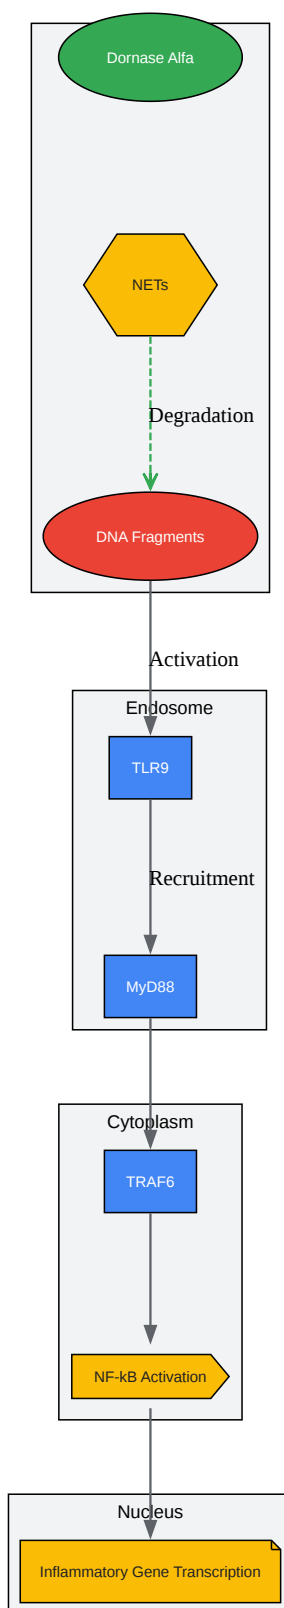 Dornase Alfa
NETs
Degradation
DNA Fragments
Activation
Endosome
TLR9
Recruitment
MyD88
Cytoplasm
TRAF6
NF-kB Activation
Nucleus
Inflammatory Gene Transcription